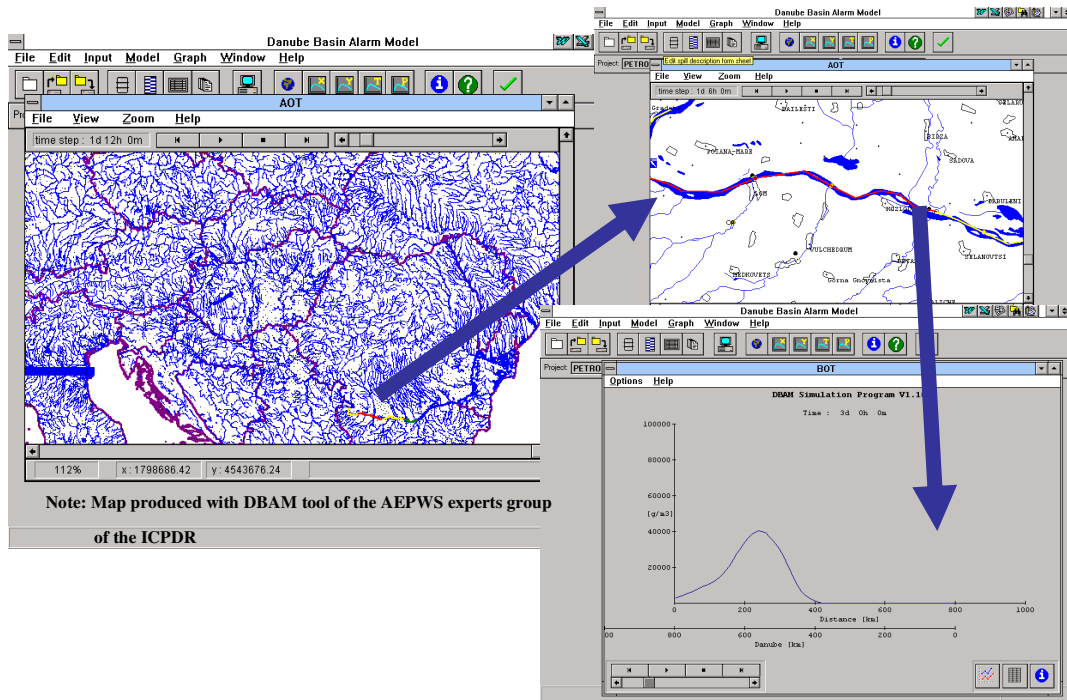 Danube Basin Alarm Model
File Edit Input Model Graph Window Help
AOT
File View Zoom Help
time step : 1d 12h 0m
112% x : 1798686.42 y : 4543676.24
Note: Map produced with DBAM tool of the AEPWS experts group
of the ICPDR
Danube Basin Alarm Model
File Edit Input Model Graph Window Help
Project: PETRO
Edit spill description form sheet
AOT
File View Zoom Help
time step : 1d 6h 0m
BAILESTI
BIRZA
POIANA-MARE
SADOVA
LOM
VULCHEDRUM
SELANOVTSI
MEDKOVETS
Danube Basin Alarm Model
File Edit Input Model Graph Window Help
Project: PETRO
BOT
Options Help
DBAM Simulation Program V1.1
Time : 3d 0h 0m
100000
80000
60000
[g/m3]
40000
20000
0 200 400 600 800 1000
Distance [km]
00 800 600 400 200 0
Danube [km]